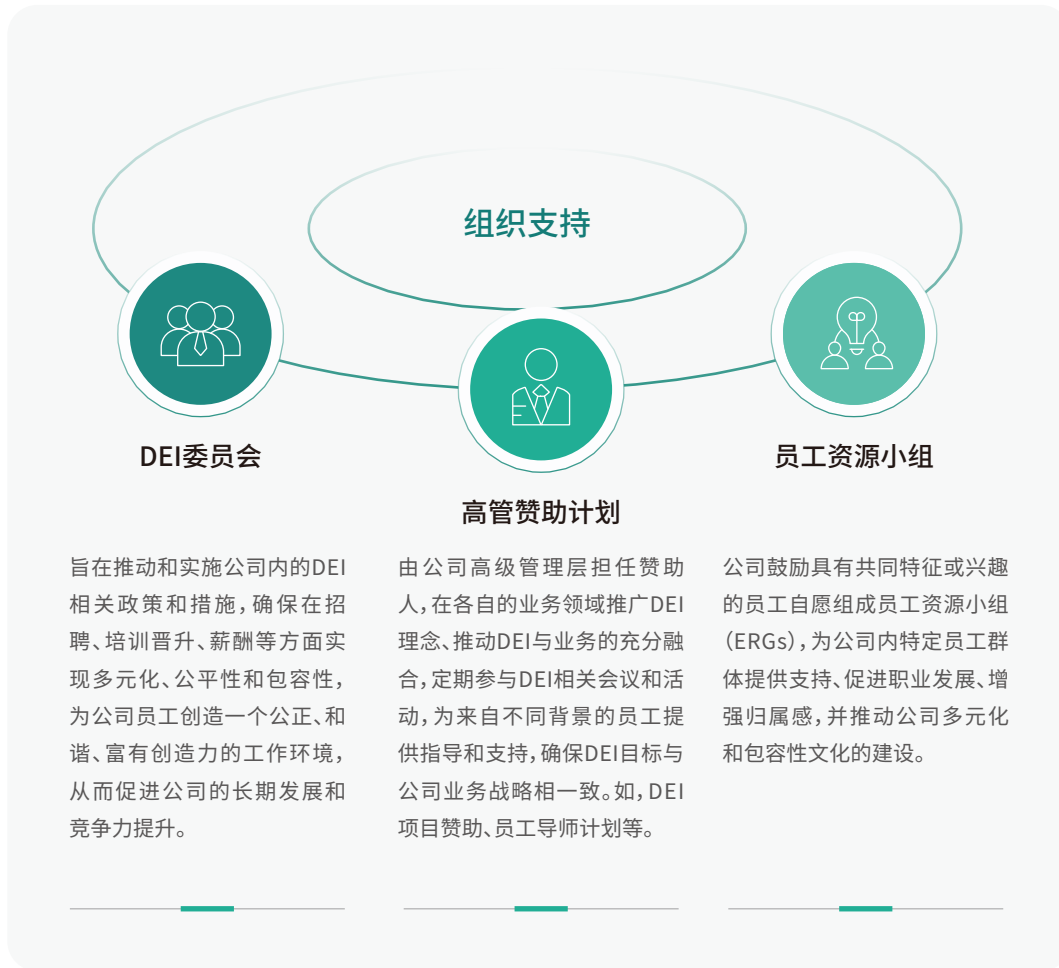 组织支持
DEI委员会
旨在推动和实施公司内的DEI
相关政策和措施，确保在招
聘、培训晋升、薪酬等方面实
现多元化、公平性和包容性，
为公司员工创造一个公正、和
谐、富有创造力的工作环境，
从而促进公司的长期发展和
竞争力提升。
高管赞助计划
由公司高级管理层担任赞助
人，在各自的业务领域推广DEI
理念、推动DEI与业务的充分融
合，定期参与DEI相关会议和活
动，为来自不同背景的员工提
供指导和支持，确保DEI目标与
公司业务战略相一致。如，DEI
项目赞助、员工导师计划等。
员工资源小组
公司鼓励具有共同特征或兴趣
的员工自愿组成员工资源小组
（ERGs），为公司内特定员工群
体提供支持、促进职业发展、增
强归属感，并推动公司多元化
和包容性文化的建设。